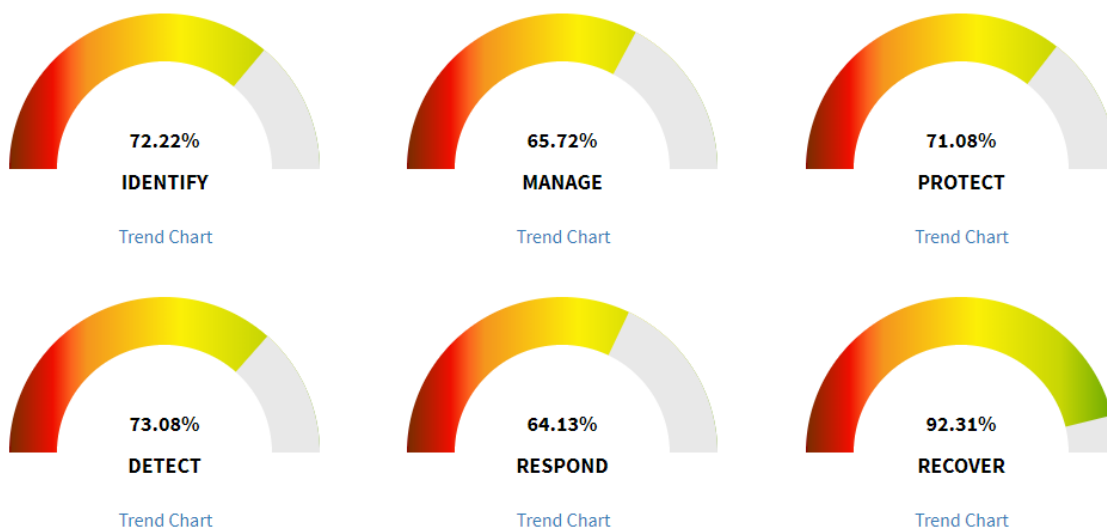 72.22%
IDENTIFY
Trend Chart
65.72%
MANAGE
Trend Chart
71.08%
PROTECT
Trend Chart
73.08%
DETECT
Trend Chart
64.13%
RESPOND
Trend Chart
92.31%
RECOVER
Trend Chart